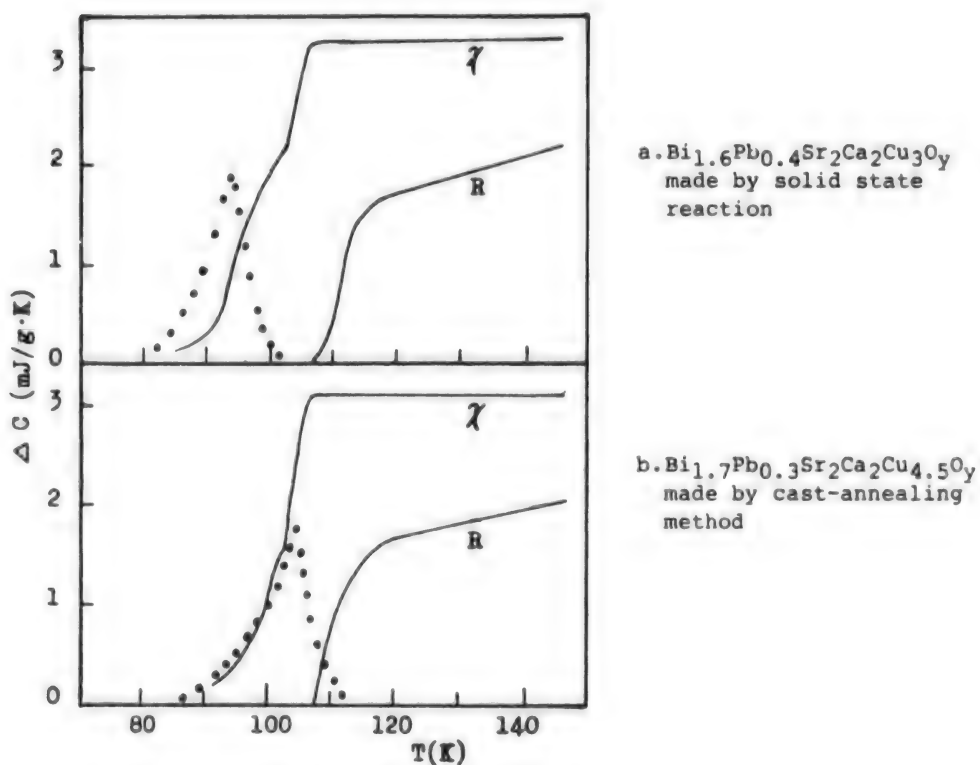 3
2
1
0
χ
R
a.Bi₁.₆Pb₀.₄Sr₂Ca₂Cu₃Oy
made by solid state
reaction
Δ C (mJ/g·K)
3
2
1
0
χ
R
b.Bi₁.₇Pb₀.₃Sr₂Ca₂Cu₄.₅Oy
made by cast-annealing
method
80
100
120
140
T(K)